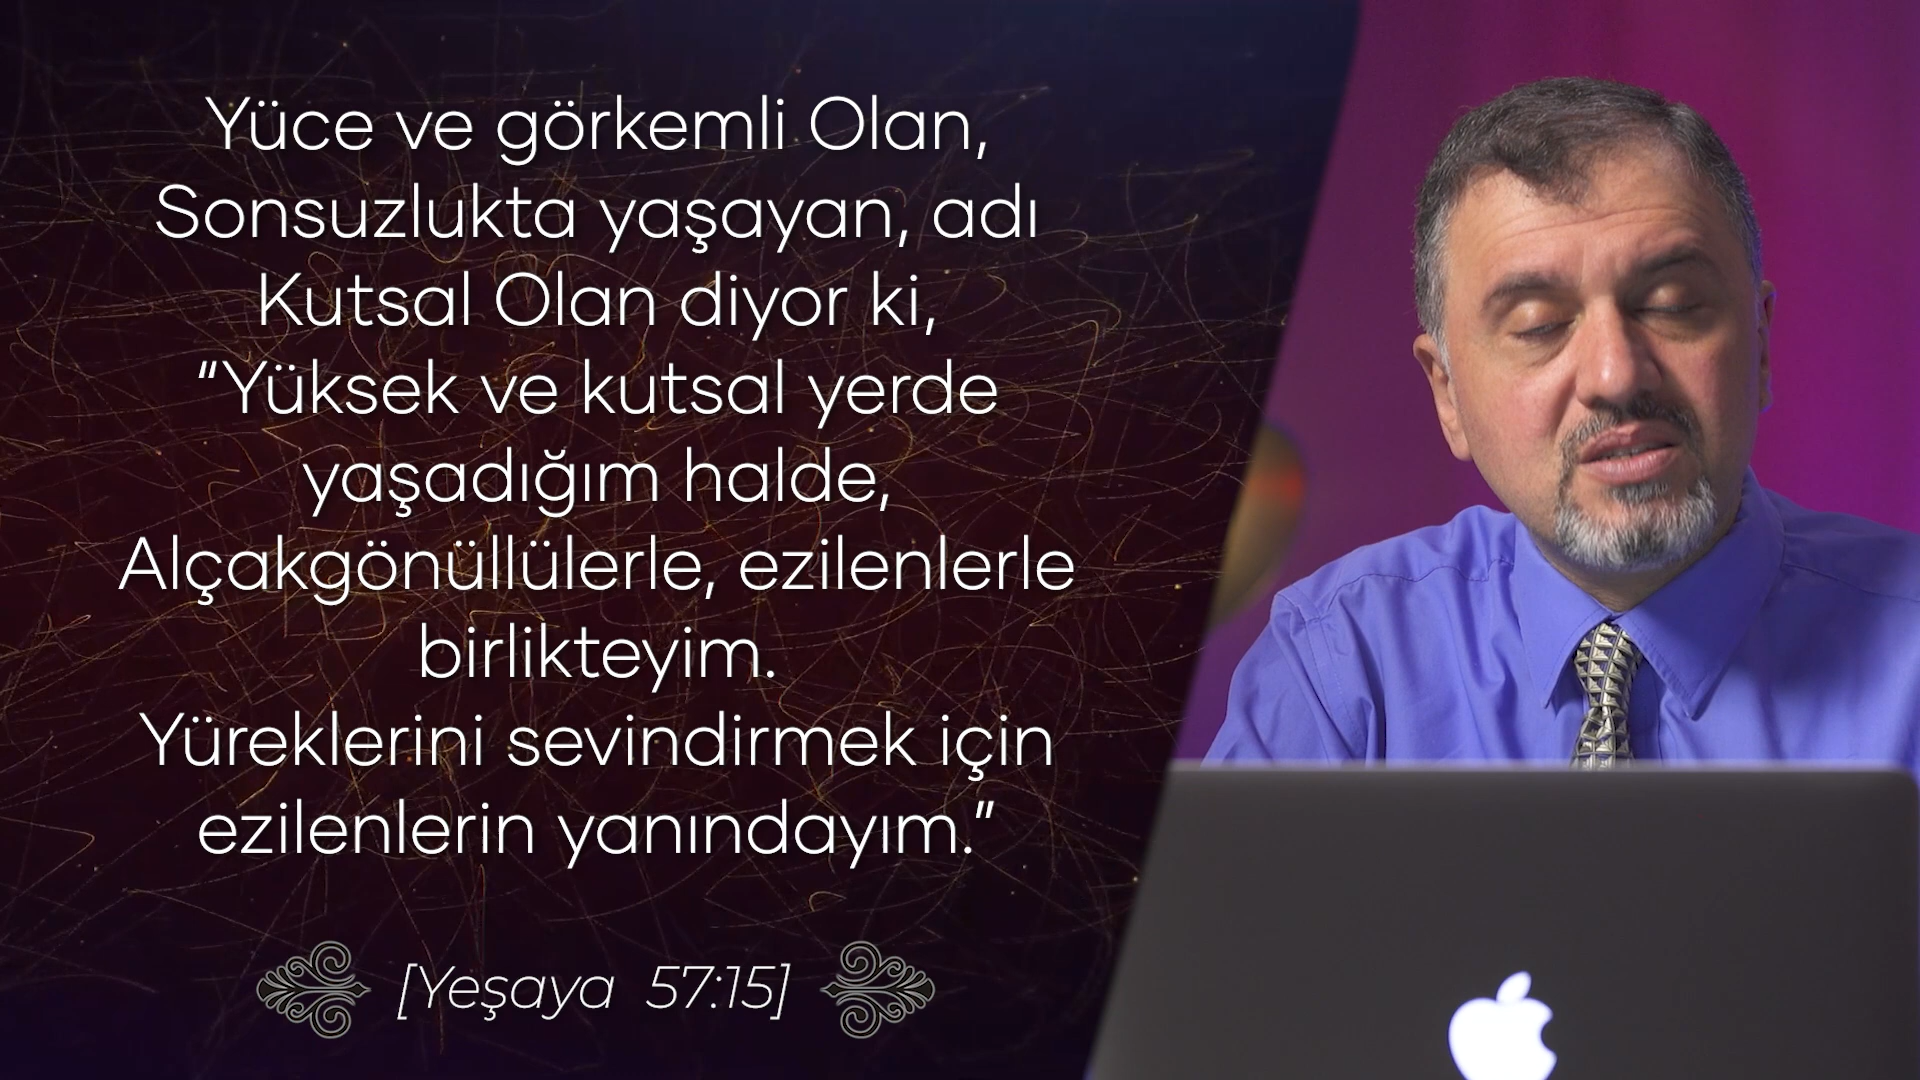 Yüce ve görkemli Olan,
Sonsuzlukta yaşayan, adı
Kutsal Olan diyor ki,
“Yüksek ve kutsal yerde
yaşadığım halde,
Alçakgönüllülerle, ezilenlerle
birlikteyim.
Yüreklerini sevindirmek için
ezilenlerin yanındayım.”
[Yeşaya 57:15]